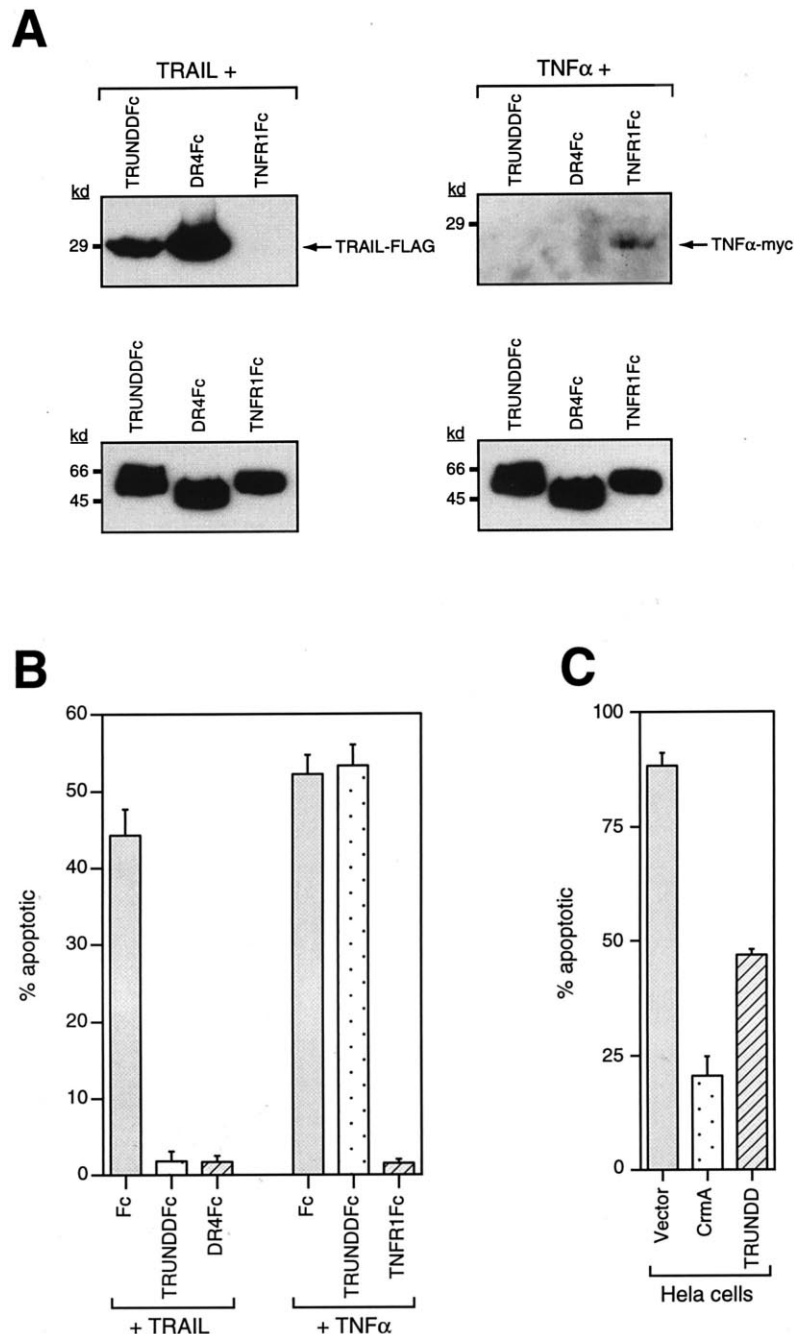 A
TRAIL +
TRUNDDFc
DR4Fc
TNFR1Fc
kd
29
TRAIL-FLAG
TNFα +
TRUNDDFc
DR4Fc
TNFR1Fc
kd
29
TNFα-myc
TRUNDDFc
DR4Fc
TNFR1Fc
kd
66
45
TRUNDDFc
DR4Fc
TNFR1Fc
kd
66
45
B
% apoptotic
60
50
40
30
20
10
0
Fc
TRUNDDFc
DR4Fc
+ TRAIL
Fc
TRUNDDFc
TNFR1Fc
+ TNFα
C
% apoptotic
100
75
50
25
0
Vector
CrmA
TRUNDD
Hela cells